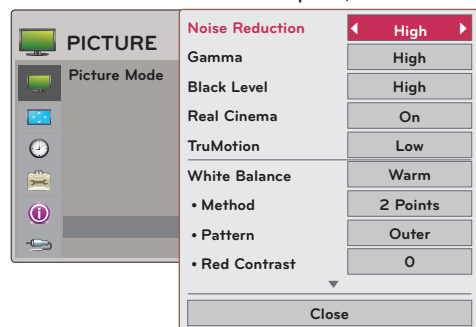 PICTURE
Picture Mode
Noise Reduction High
Gamma High
Black Level High
Real Cinema On
TruMotion Low
White Balance Warm
• Method 2 Points
• Pattern Outer
• Red Contrast 0
Close